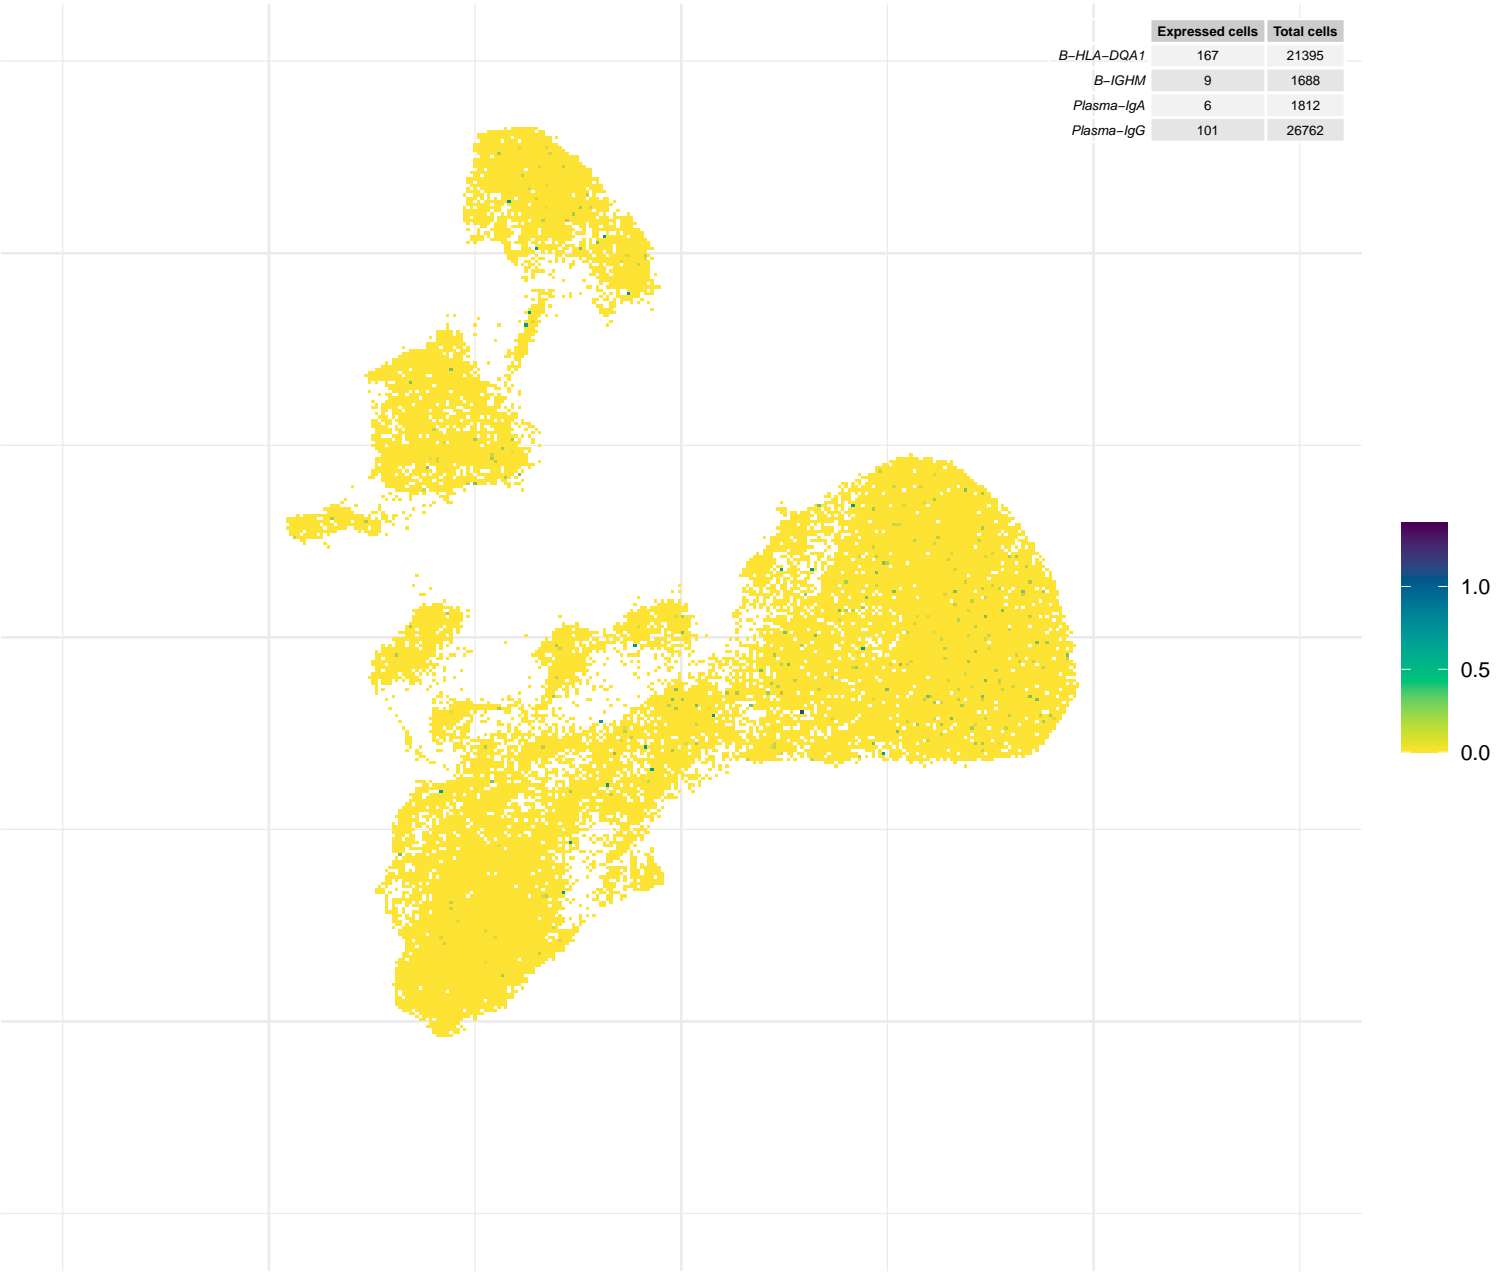 Expressed cells Total cells
B−HLA−DQA1 167 21395
B−IGHM 9 1688
Plasma−IgA 6 1812
Plasma−IgG 101 26762
1.0
0.5
0.0